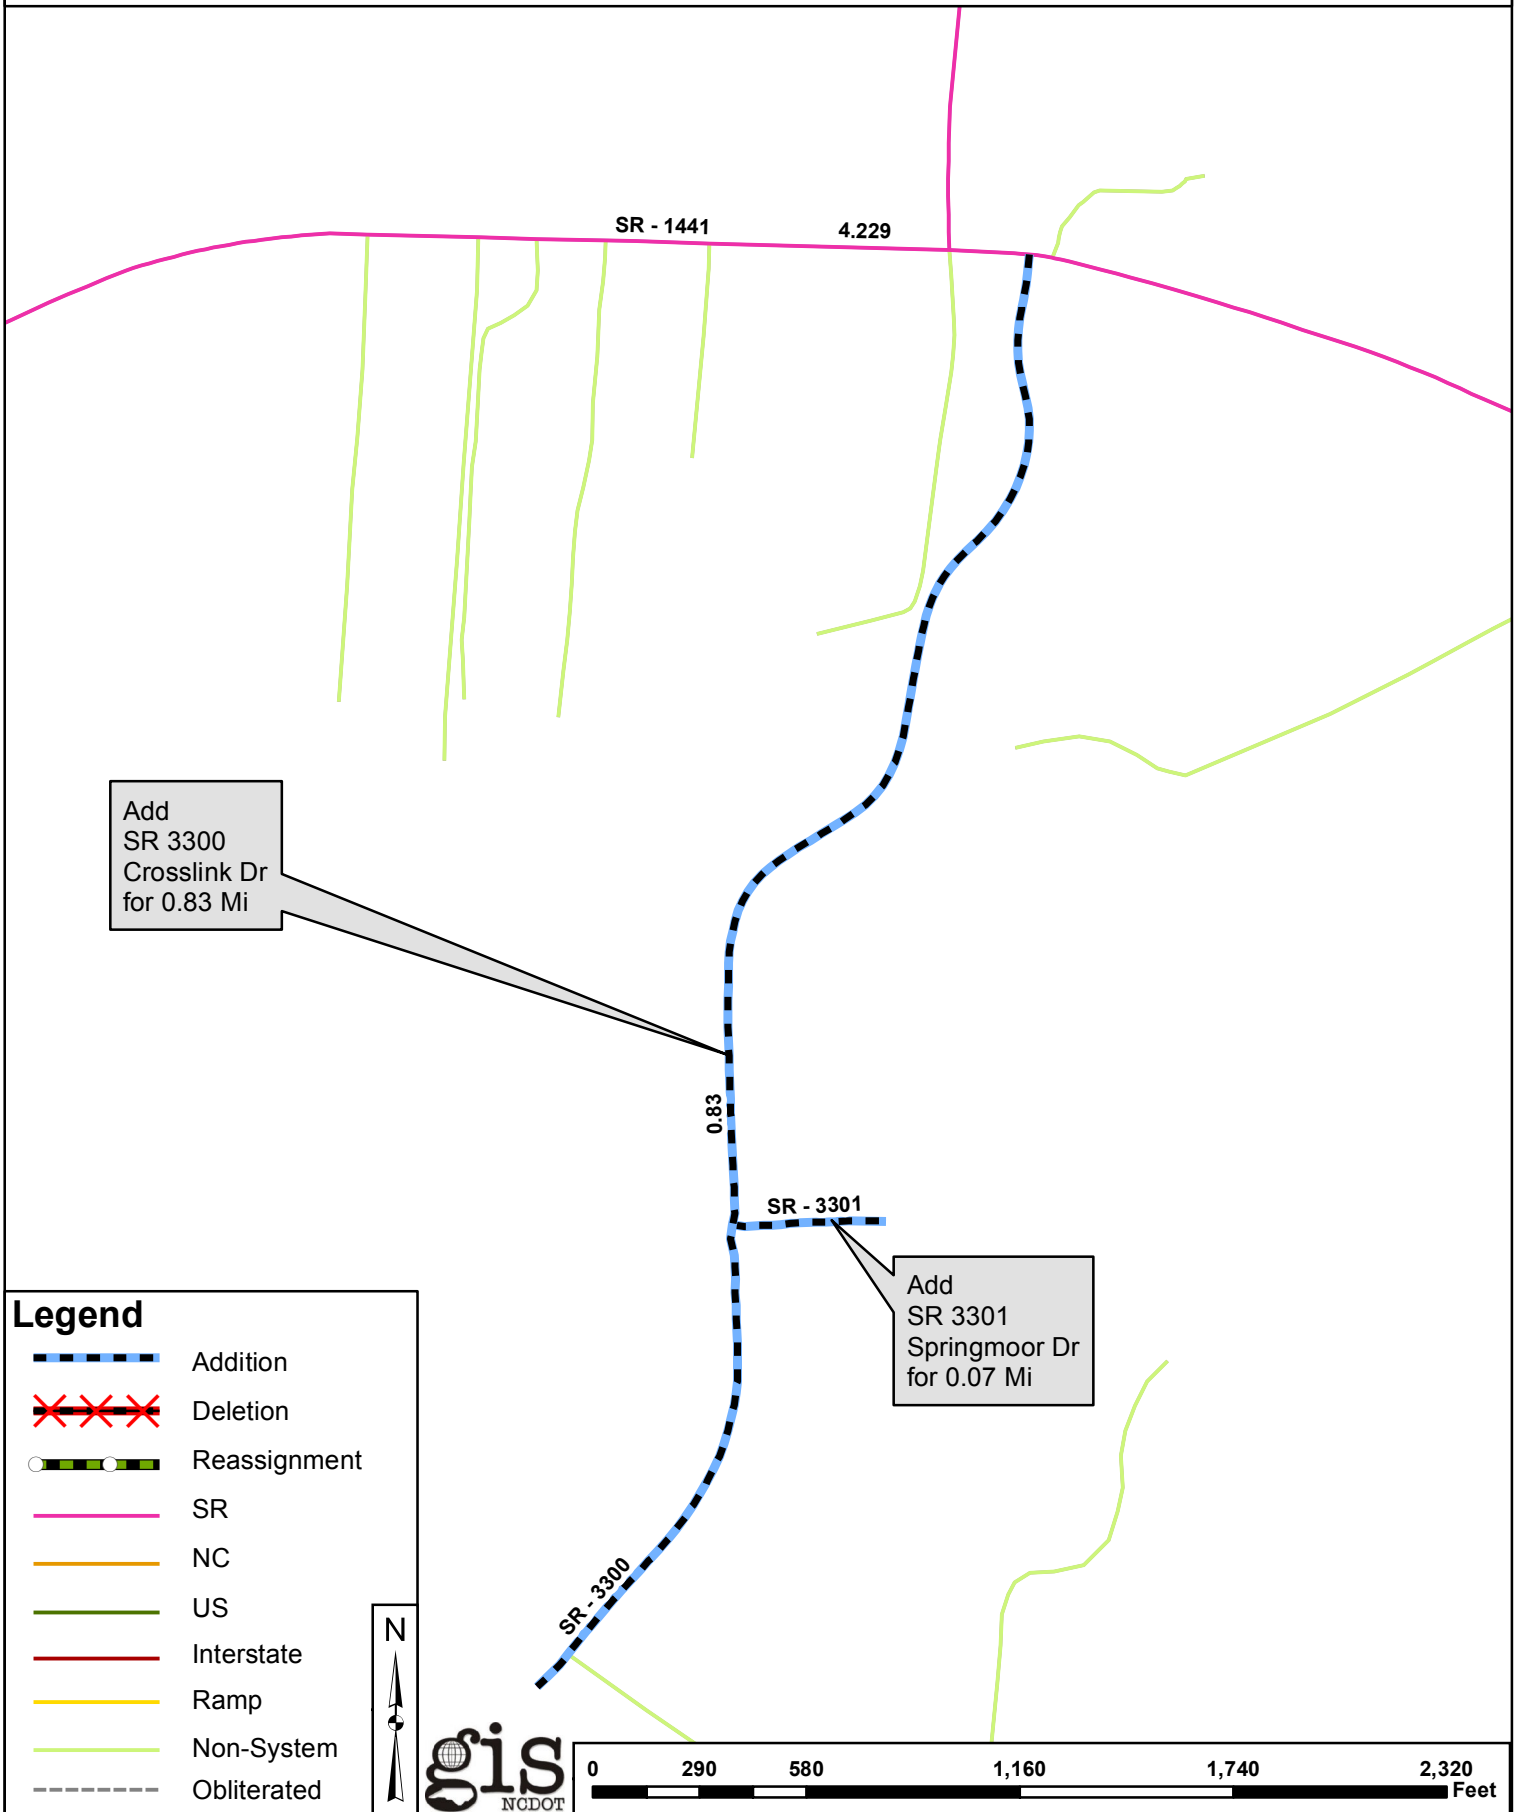 SR - 1441
4.229
Add
SR 3300
Crosslink Dr
for 0.83 Mi
0.83
SR - 3301
Add
SR 3301
Springmoor Dr
for 0.07 Mi
SR - 3300
Legend
Addition
Deletion
Reassignment
SR
NC
US
Interstate
Ramp
Non-System
Obliterated
N
gis
NCDOT
0 290 580 1,160 1,740 2,320
Feet